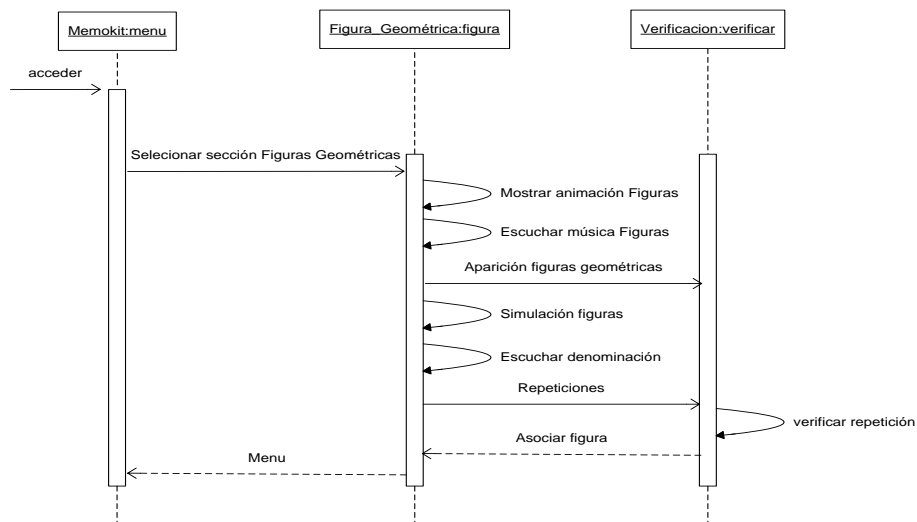 Memokit:menu
Figura_Geométrica:figura
Verificacion:verificar
acceder
Selecionar sección Figuras Geométricas
Mostrar animación Figuras
Escuchar música Figuras
Aparición figuras geométricas
Simulación figuras
Escuchar denominación
Repeticiones
verificar repetición
Asociar figura
Menu